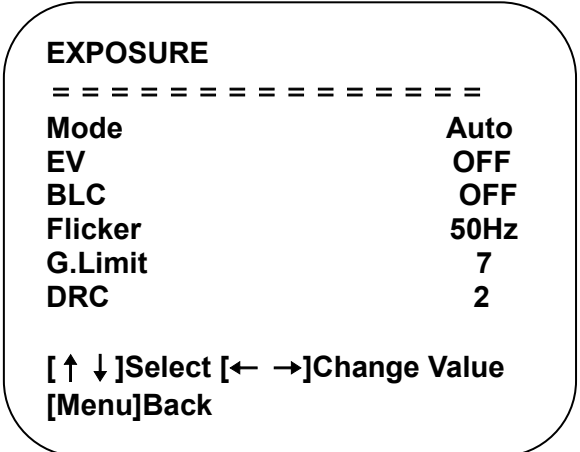 EXPOSURE
= = = = = = = = = = = = = = =
Mode Auto
EV OFF
BLC OFF
Flicker 50Hz
G.Limit 7
DRC 2
[↑ ↓]Select [← →]Change Value
[Menu]Back